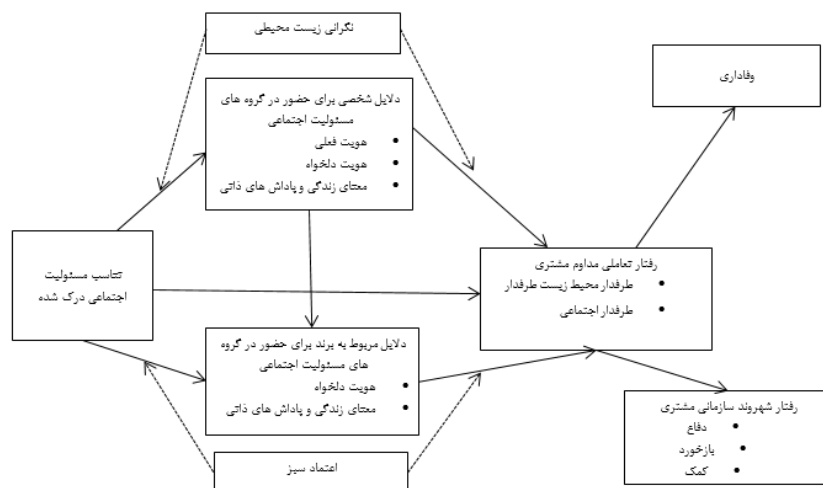 نگرانی زیست محیطی
وفاداری
دلایل شخصی برای حضور در گروه های
مسئولیت اجتماعی
هویت فعلی
هویت دلخواه
معنای زندگی و پاداش های ذاتی
تناسب مسئولیت
اجتماعی درک شده
رفتار تعاملی مداوم مشتری
طرفدار محیط زیست طرفدار
طرفدار اجتماعی
دلایل مربوط به برند برای حضور در گروه
های مسئولیت اجتماعی
هویت دلخواه
معنای زندگی و پاداش های ذاتی
رفتار شهروند سازمانی مشتری
دفاع
بازخورد
کمک
اعتماد سبز